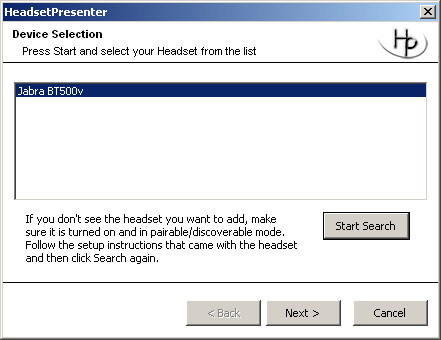 HeadsetPresenter
Device Selection
Press Start and select your Headset from the list
Hp
Jabra BT500v
If you don't see the headset you want to add, make
sure it is turned on and in pairable/discoverable mode.
Follow the setup instructions that came with the headset
and then click Search again.
Start Search
< Back
Next >
Cancel